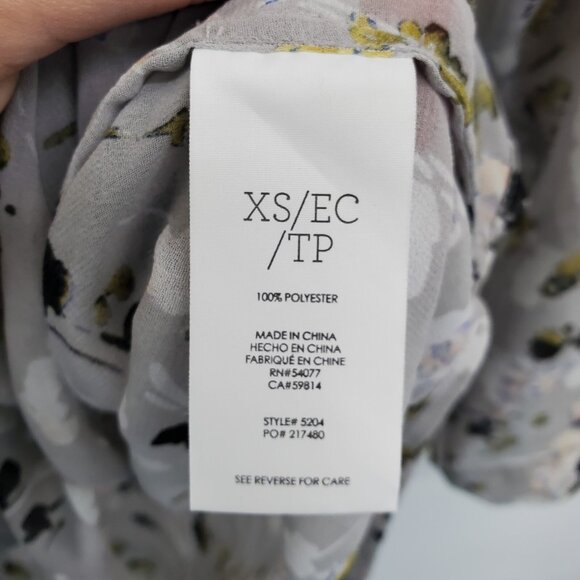 XS/EC
/TP
100% POLYESTER
MADE IN CHINA
HECHO EN CHINA
FABRIQUÉ EN CHINE
RN#54077
CA#59814
STYLE# 5204
PO# 217480
SEE REVERSE FOR CARE